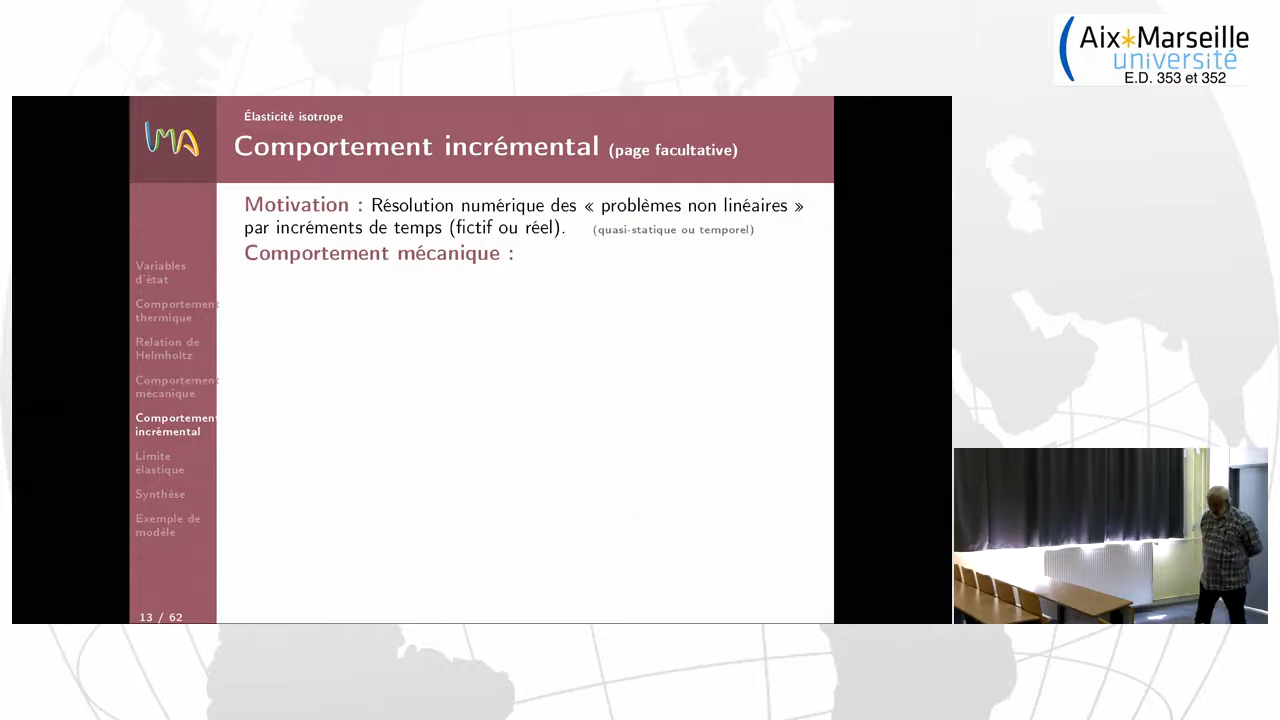 Aix*Marseille
université
E.D. 353 et 352
LMA
Élasticité isotrope
Comportement incrémental (page facultative)
Motivation : Résolution numérique des « problèmes non linéaires »
par incréments de temps (fictif ou réel). (quasi-statique ou temporel)
Comportement mécanique :
Variables
d'état
Comportement
thermique
Relation de
Helmholtz
Comportement
mécanique
Comportement
incrémental
Limite
élastique
Synthèse
Exemple de
modèle
13 / 62